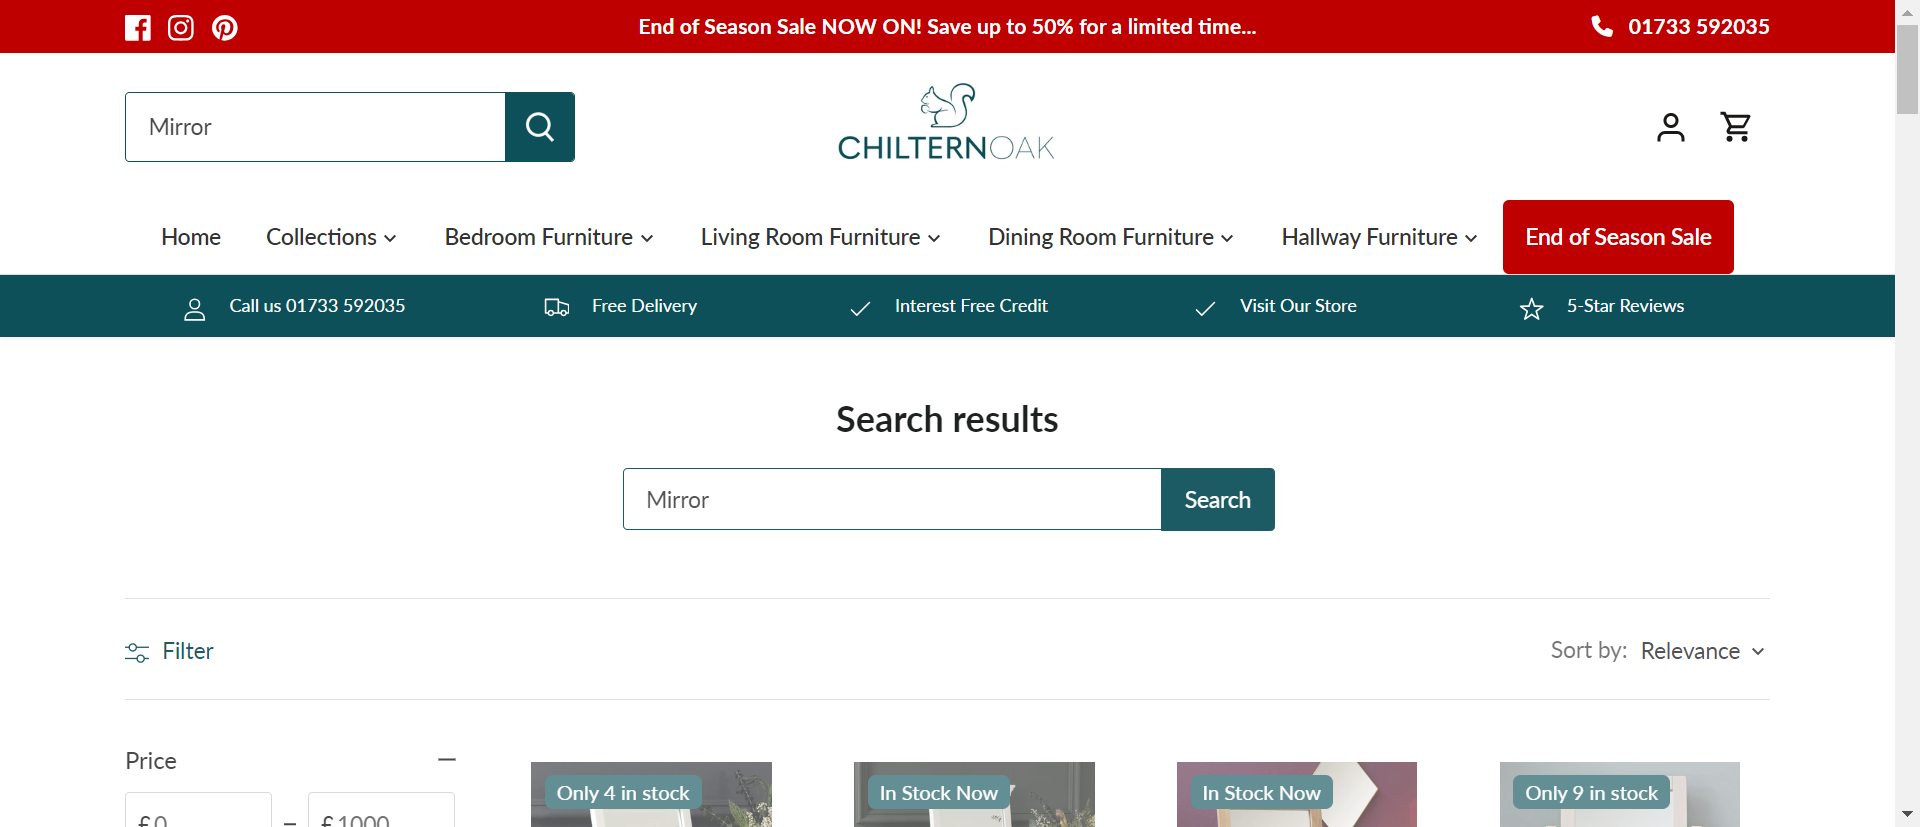 End of Season Sale NOW ON! Save up to 50% for a limited time...
01733 592035
Mirror
CHILTERNOAK
Home
Collections
Bedroom Furniture
Living Room Furniture
Dining Room Furniture
Hallway Furniture
End of Season Sale
Call us 01733 592035
Free Delivery
Interest Free Credit
Visit Our Store
5-Star Reviews
Search results
Mirror
Search
Filter
Sort by: Relevance
Price
£ 0 – £ 1000
Only 4 in stock
In Stock Now
In Stock Now
Only 9 in stock